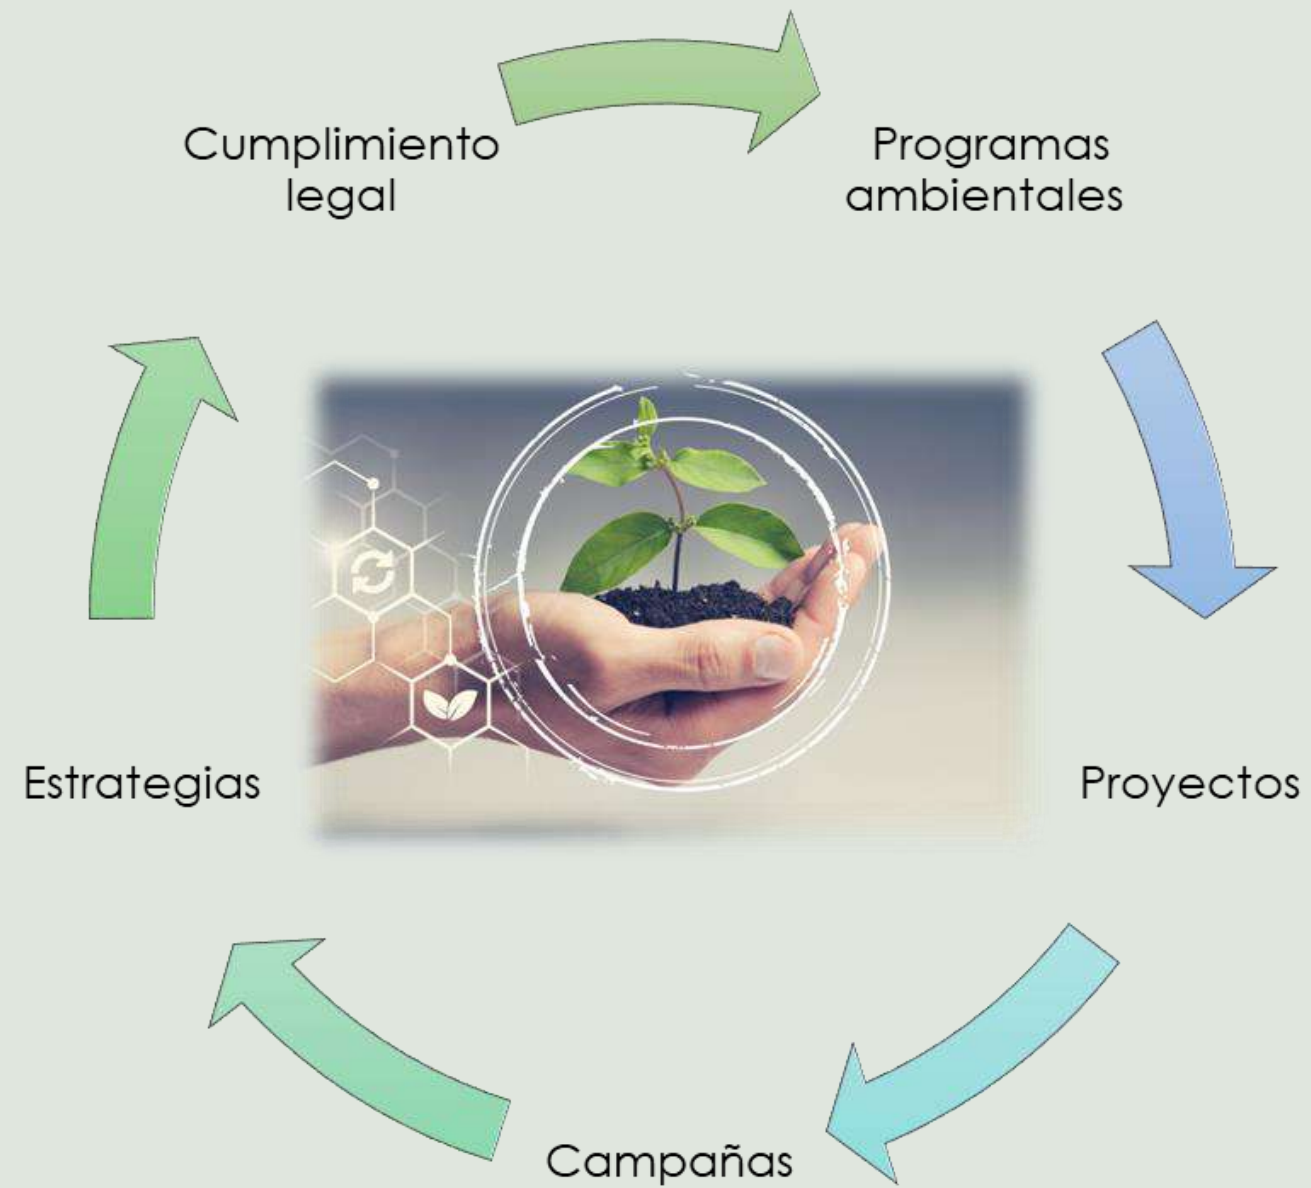 Cumplimiento
legal
Programas
ambientales
Estrategias
Proyectos
Campañas